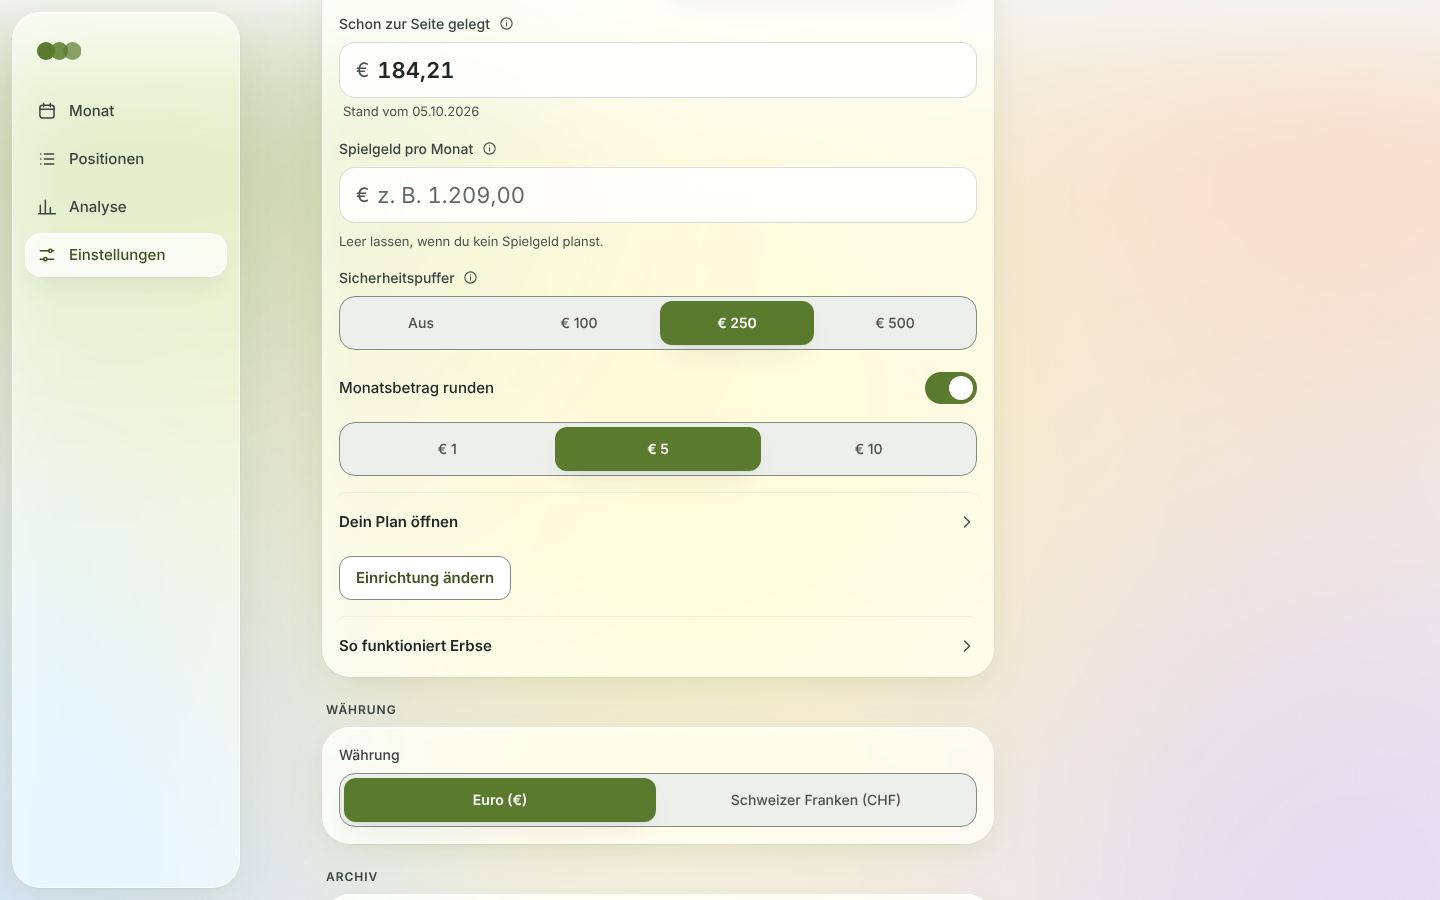 Schon zur Seite gelegt
€ 184,21
Stand vom 05.10.2026
Monat
Positionen
Analyse
Einstellungen
Spielgeld pro Monat
€ z. B. 1.209,00
Leer lassen, wenn du kein Spielgeld planst.
Sicherheitspuffer
Aus
€ 100
€ 250
€ 500
Monatsbetrag runden
€ 1
€ 5
€ 10
Dein Plan öffnen
Einrichtung ändern
So funktioniert Erbse
WÄHRUNG
Währung
Euro (€)
Schweizer Franken (CHF)
ARCHIV